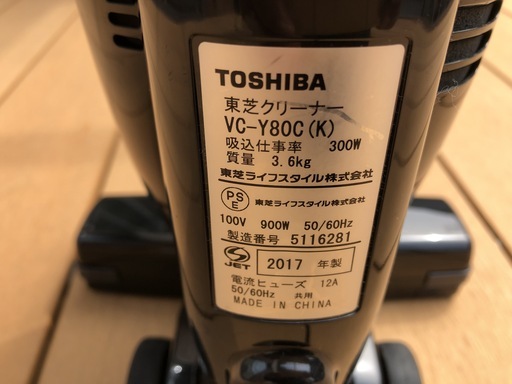 TOSHIBA
東芝クリーナー
VC-Y80C(K)
吸込仕事率 300W
質量 3.6kg
東芝ライフスタイル株式会社
PS E 東芝ライフスタイル株式会社
100V 900W 50/60Hz
製造番号 5116281
JET 2017 年製
電流ヒューズ 12A
50/60Hz 共用
MADE IN CHINA